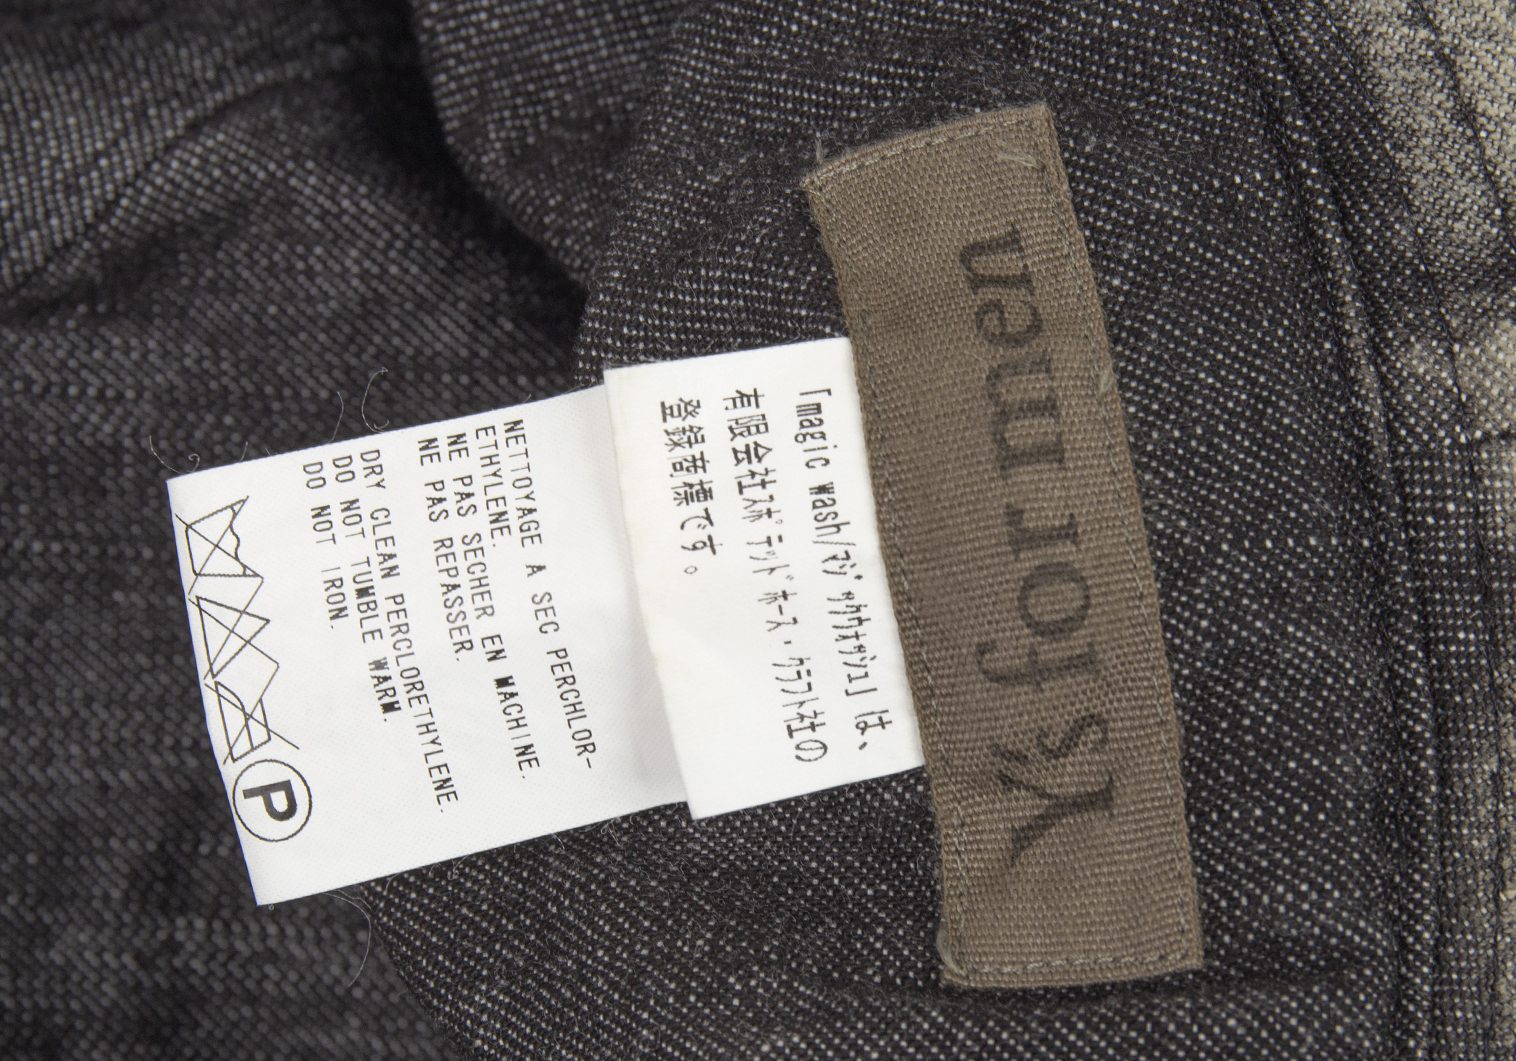 Y's for men
「magic wash/ﾏｼﾞｯｸｳｫｯｼｭ」は、
有限会社ｽﾎﾟﾃｯﾄﾞﾎｰｽ・ｸﾗﾌﾄ社の
登録商標です。
NETTOYAGE A SEC PERCHLOR-
ETHYLENE.
NE PAS SECHER EN MACHINE.
NE PAS REPASSER.
DRY CLEAN PERCLORETHYLENE.
DO NOT TUMBLE WARM.
DO NOT IRON.
P